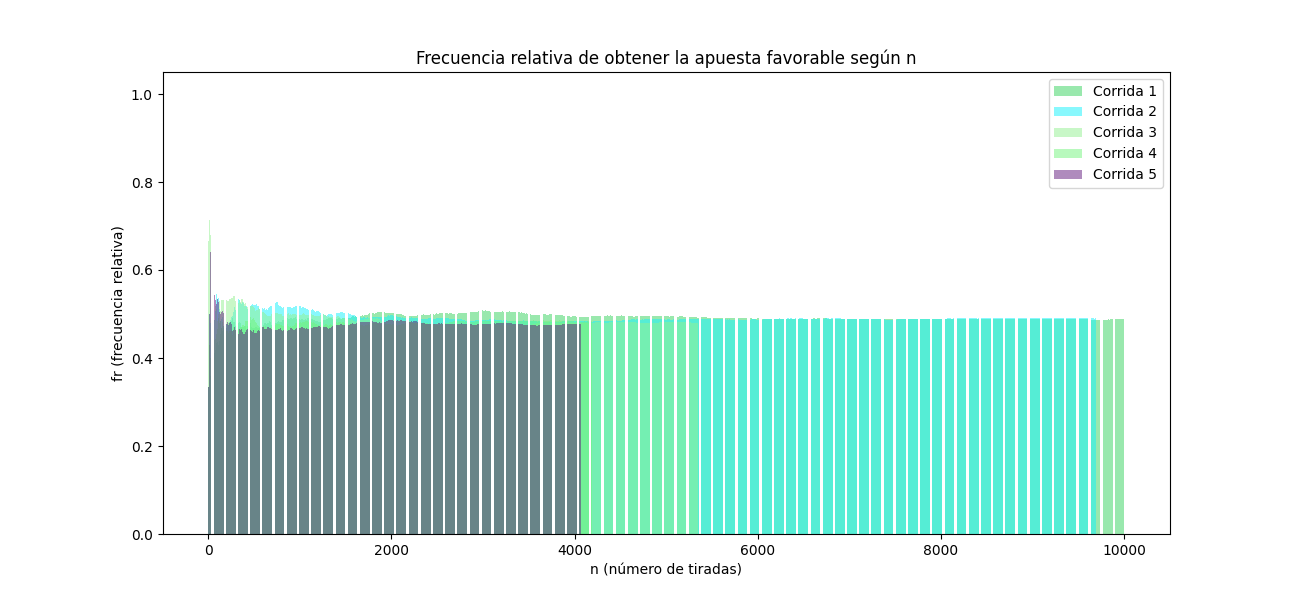 Frecuencia relativa de obtener la apuesta favorable según n
Corrida 1
Corrida 2
Corrida 3
Corrida 4
Corrida 5
fr (frecuencia relativa)
1.0
0.8
0.6
0.4
0.2
0.0
0
2000
4000
6000
8000
10000
n (número de tiradas)